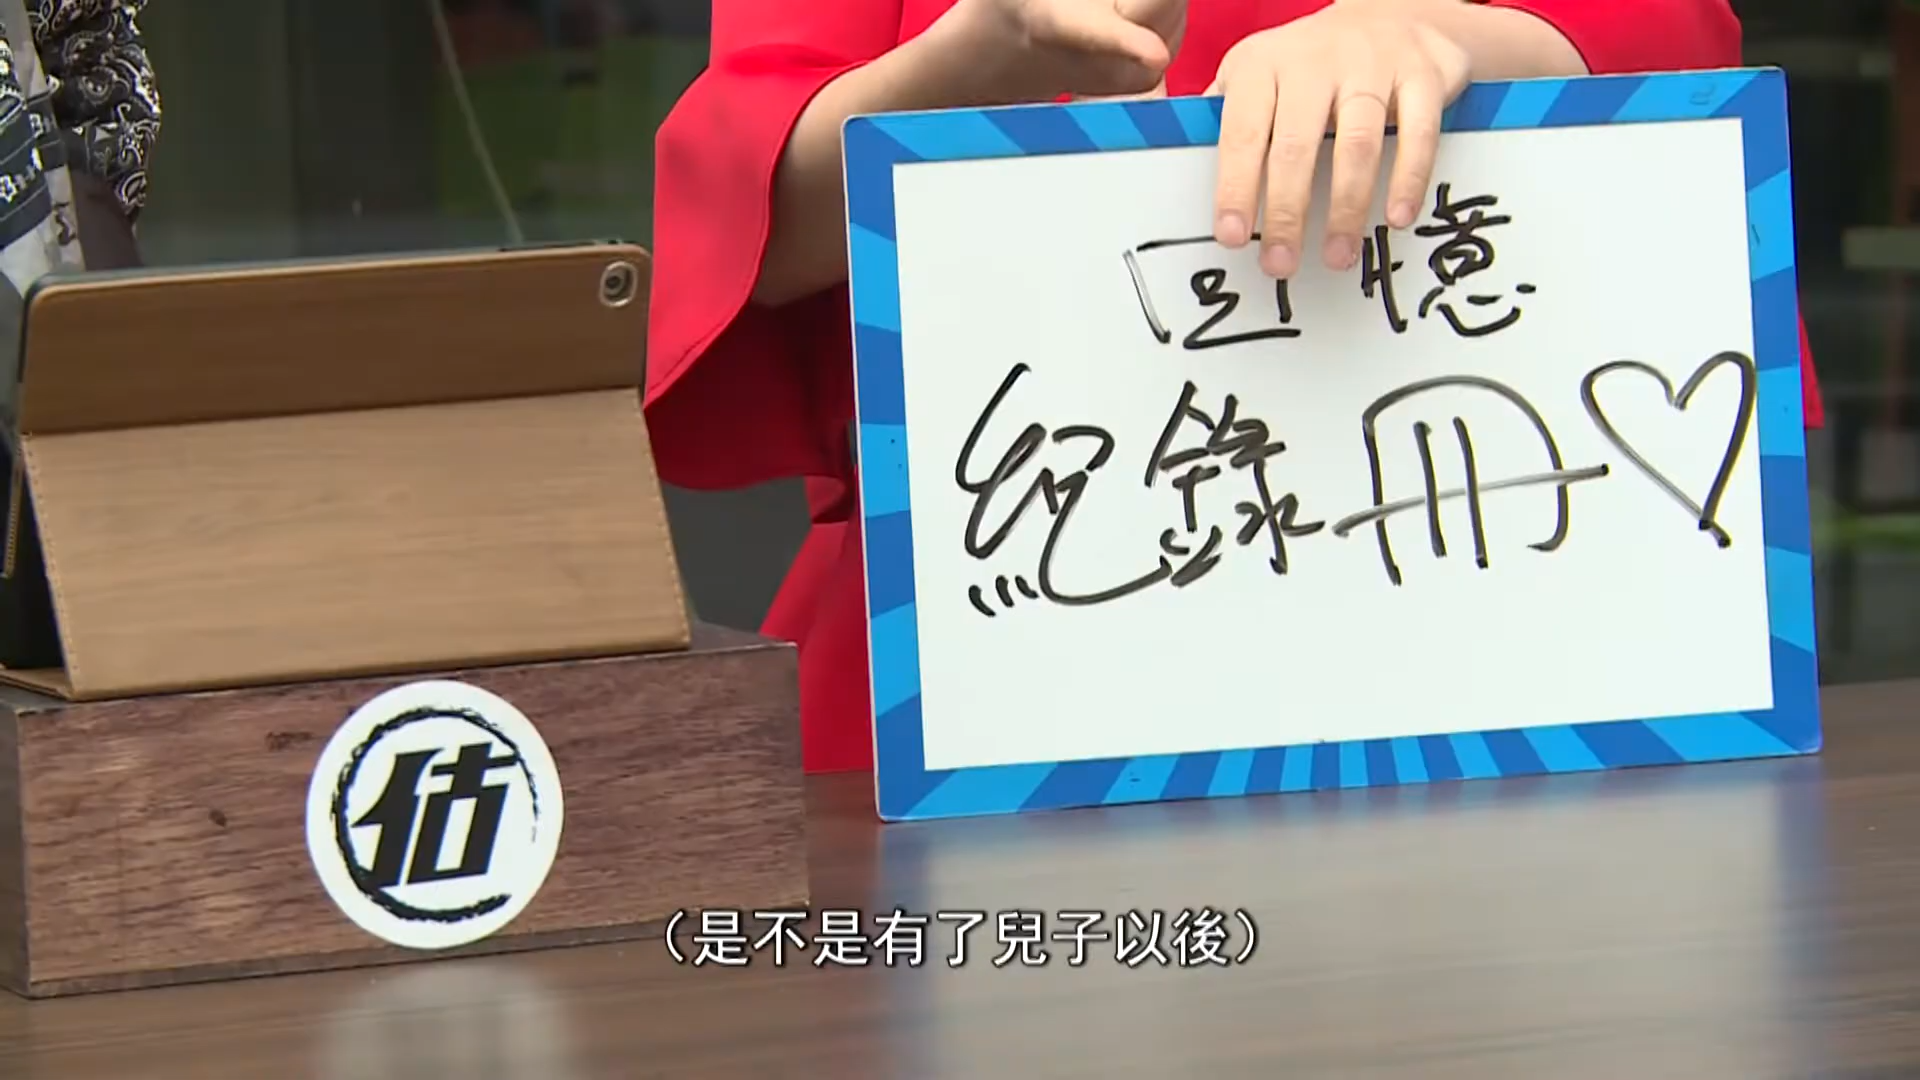 回憶
紀錄冊♡
估
（是不是有了兒子以後）